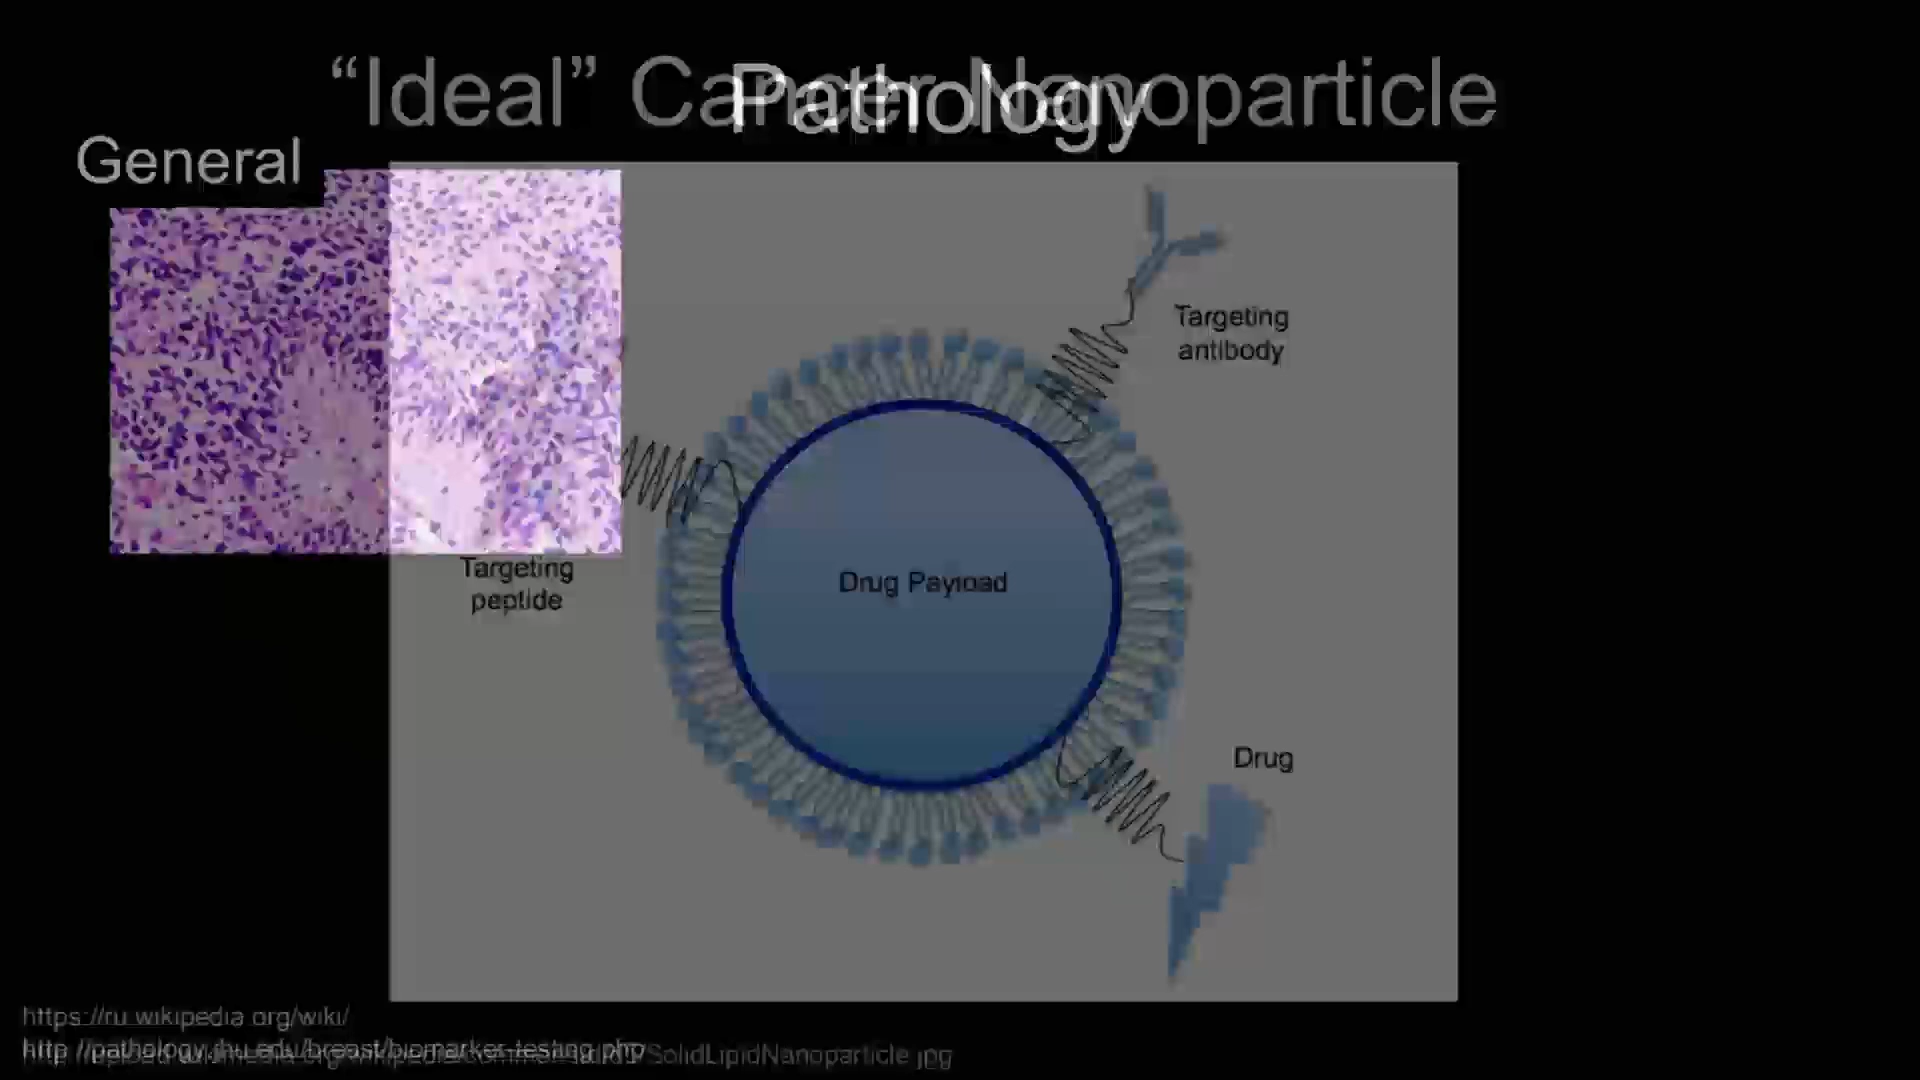 “Ideal” Cancer Nanoparticle
Pathology
General
Targeting
antibody
Targeting
peptide
Drug Payload
Drug
https://ru.wikipedia.org/wiki/
http://pathology.jhu.edu/breast/biomarker-testing.php
SolidLipidNanoparticle.jpg